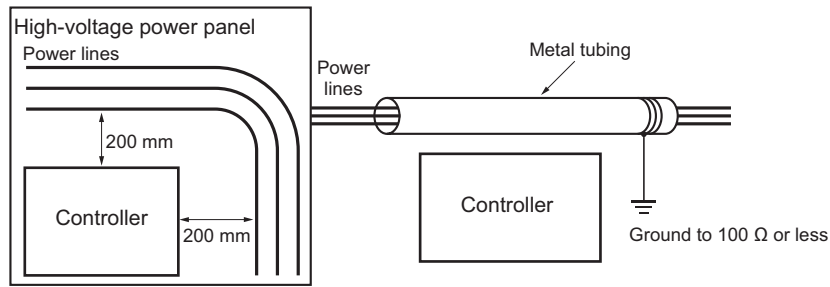 High-voltage power panel
Power lines
200 mm
Controller
200 mm
Power
lines
Metal tubing
Controller
Ground to 100 Ω or less